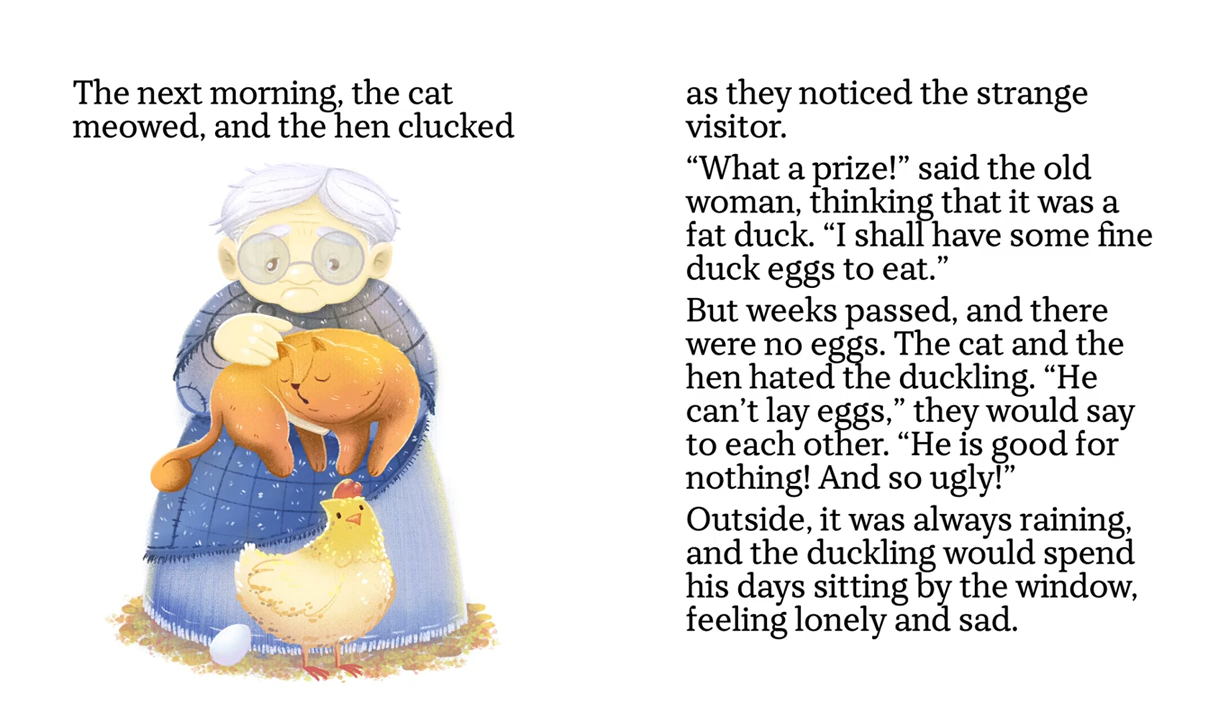 The next morning, the cat
meowed, and the hen clucked
as they noticed the strange
visitor.
“What a prize!” said the old
woman, thinking that it was a
fat duck. “I shall have some fine
duck eggs to eat.”
But weeks passed, and there
were no eggs. The cat and the
hen hated the duckling. “He
can’t lay eggs,” they would say
to each other. “He is good for
nothing! And so ugly!”
Outside, it was always raining,
and the duckling would spend
his days sitting by the window,
feeling lonely and sad.